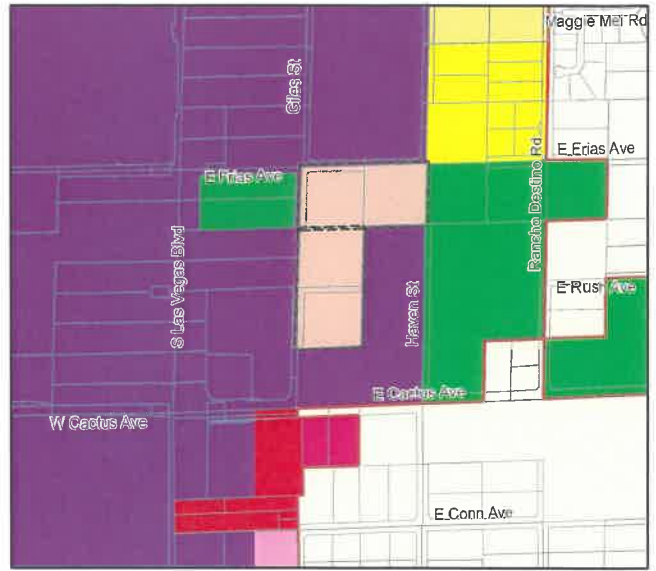 Maggie Mei Rd
Giles St
E Erias Ave
Rancho Destino Rd
E Frias Ave
S Las Vegas Blvd
Haven St
E Rush Ave
E Cactus Ave
W Cactus Ave
E Conn Ave